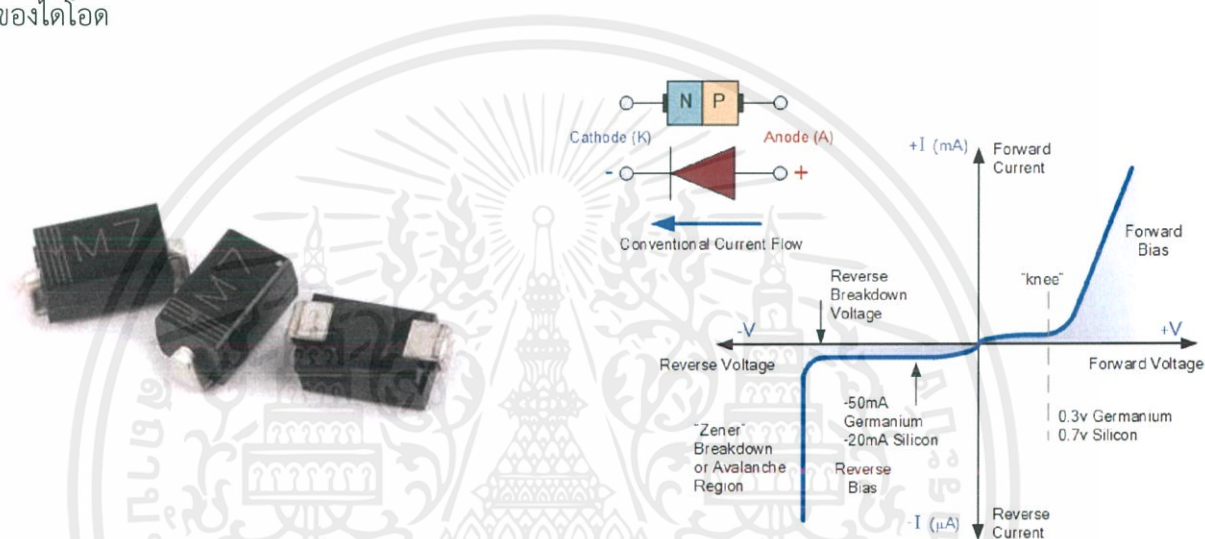 ของไดโอด
M7
M7
N P
Cathode (K)
Anode (A)
- +
Conventional Current Flow
+I (mA)
Forward
Current
Forward
Bias
"knee"
Reverse
Breakdown
Voltage
-V
+V
Reverse Voltage
Forward Voltage
-50mA
Germanium
-20mA Silicon
0.3v Germanium
0.7v Silicon
"Zener"
Breakdown
or Avalanche
Region
Reverse
Bias
-I (µA)
Reverse
Current